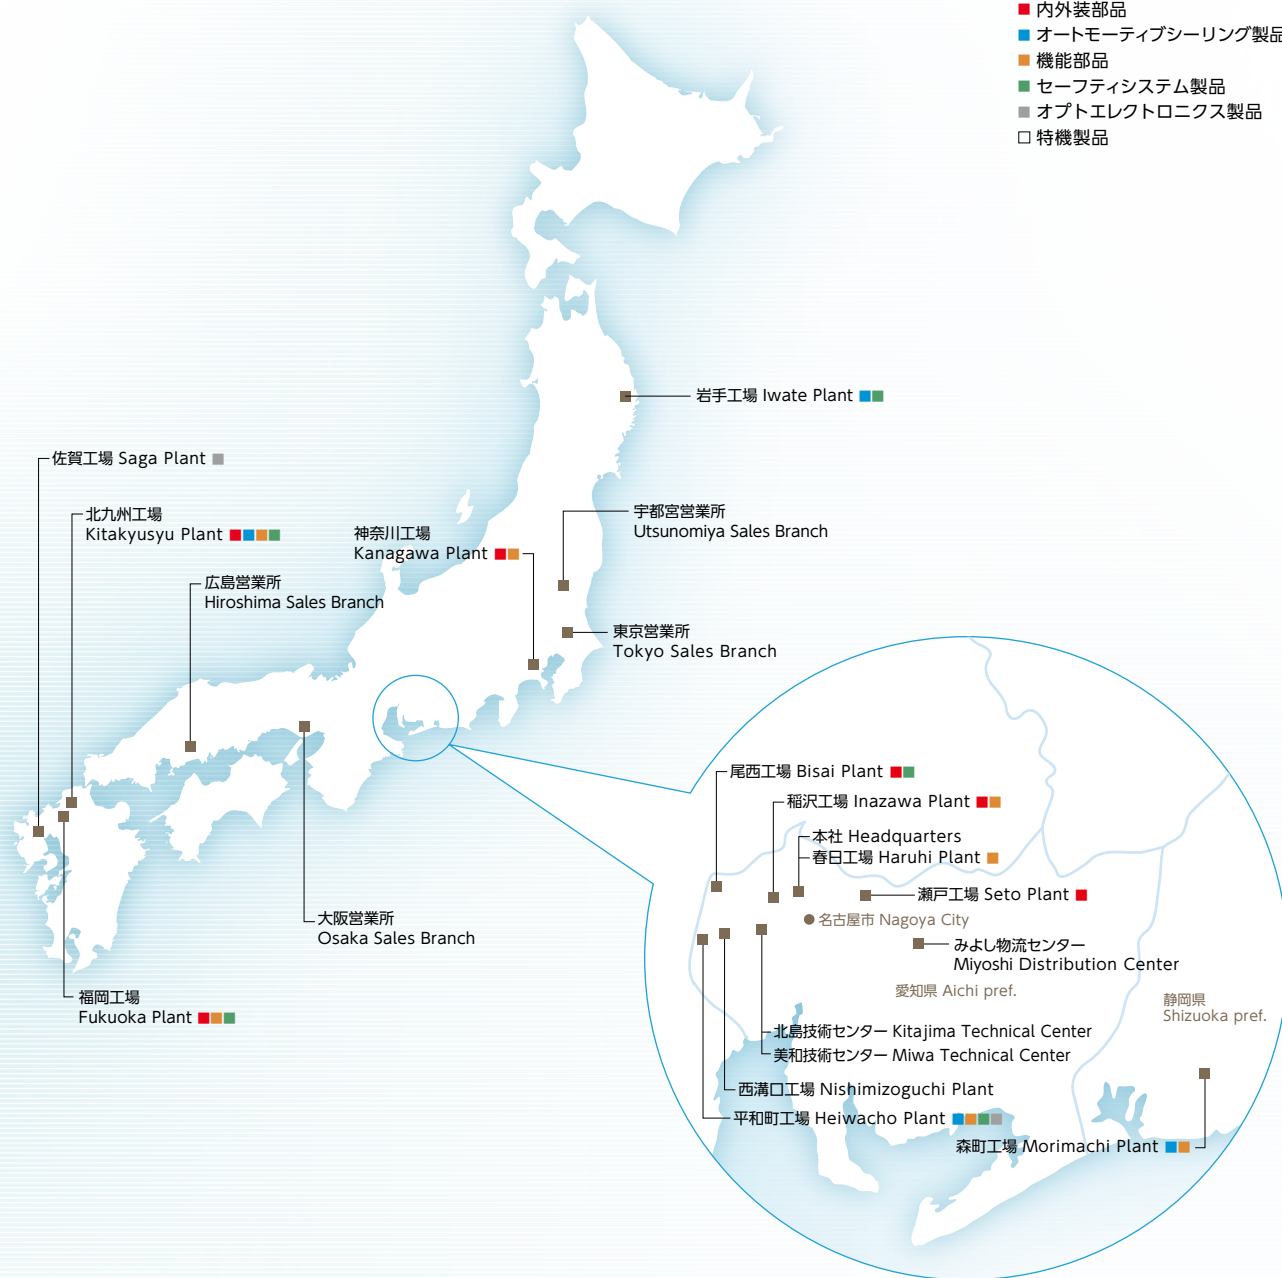 内外装部品
オートモーティブシーリング製品
機能部品
セーフティシステム製品
オプトエレクトロニクス製品
特機製品
岩手工場 Iwate Plant
佐賀工場 Saga Plant
北九州工場
Kitakyusyu Plant
神奈川工場
Kanagawa Plant
宇都宮営業所
Utsunomiya Sales Branch
広島営業所
Hiroshima Sales Branch
東京営業所
Tokyo Sales Branch
大阪営業所
Osaka Sales Branch
福岡工場
Fukuoka Plant
尾西工場 Bisai Plant
稲沢工場 Inazawa Plant
本社 Headquarters
春日工場 Haruhi Plant
瀬戸工場 Seto Plant
名古屋市 Nagoya City
みよし物流センター
Miyoshi Distribution Center
愛知県 Aichi pref.
静岡県
Shizuoka pref.
北島技術センター Kitajima Technical Center
美和技術センター Miwa Technical Center
西溝口工場 Nishimizoguchi Plant
平和町工場 Heiwacho Plant
森町工場 Morimachi Plant